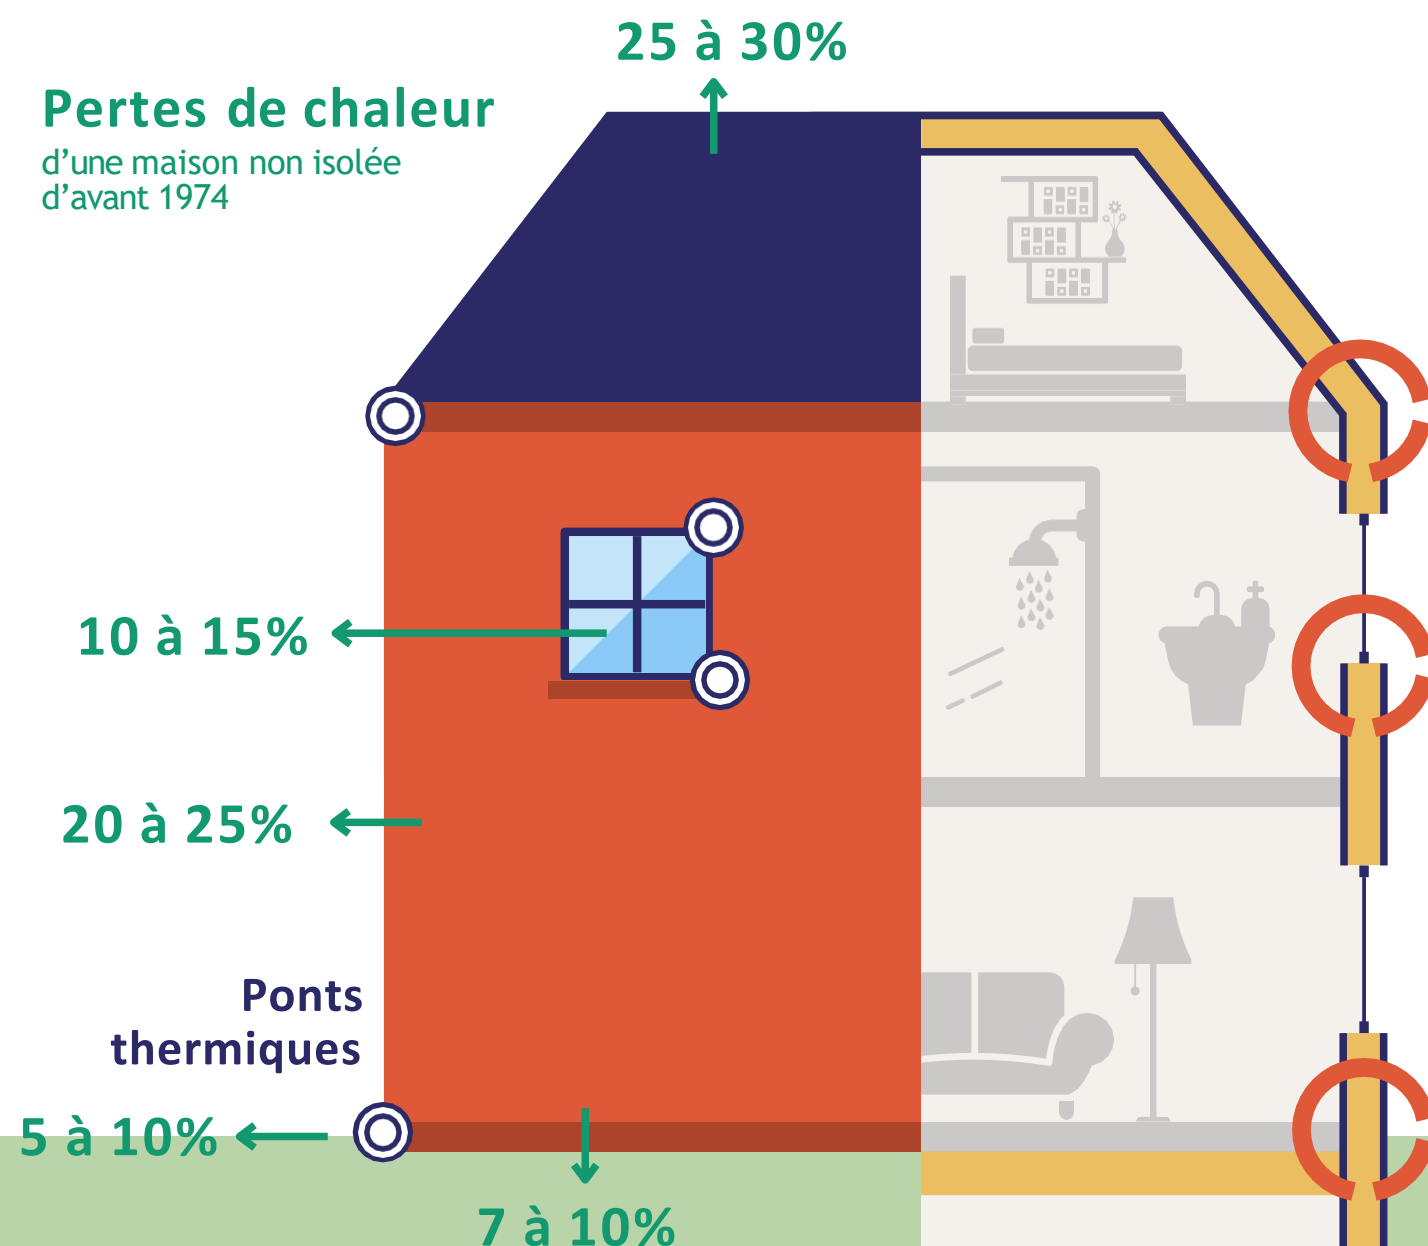 25 à 30%
Pertes de chaleur
d’une maison non isolée
d’avant 1974
10 à 15%
20 à 25%
Ponts
thermiques
5 à 10%
7 à 10%